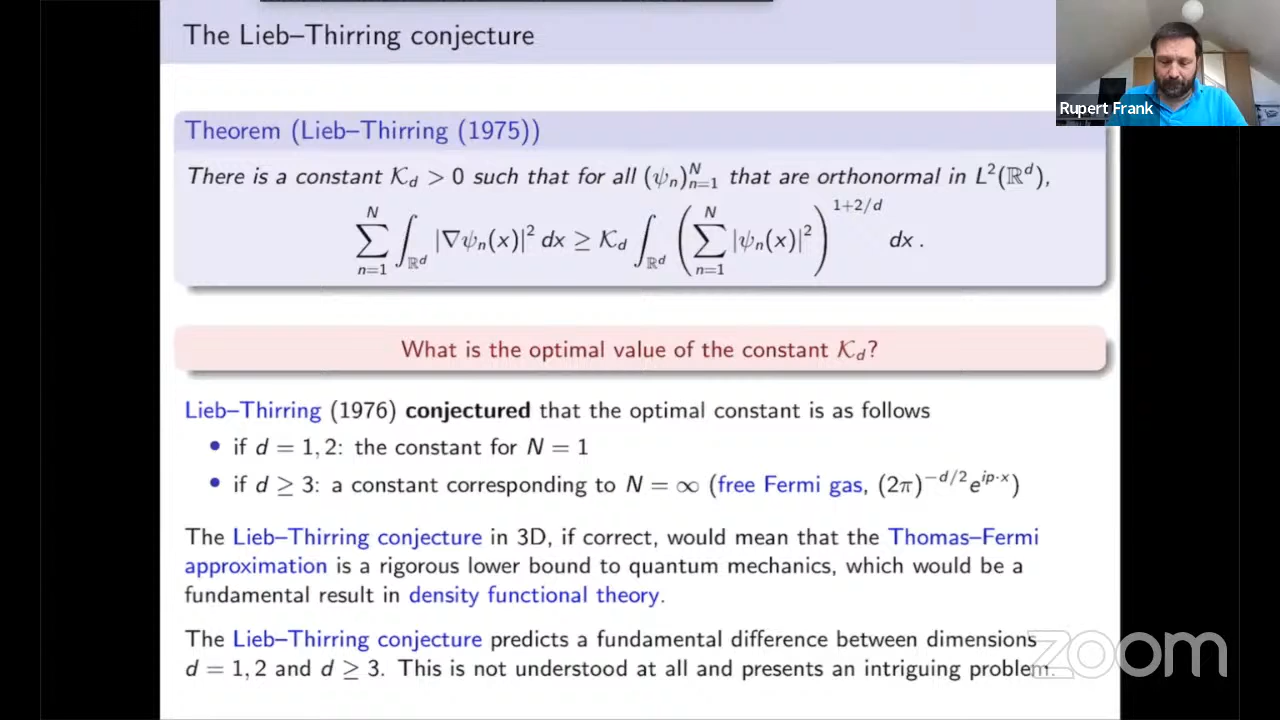 The Lieb–Thirring conjecture
Rupert Frank
Theorem (Lieb–Thirring (1975))
There is a constant 𝒦_d > 0 such that for all (ψ_n)_{n=1}^N that are orthonormal in L²(ℝ^d),
∑_{n=1}^N ∫_{ℝ^d} |∇ψ_n(x)|² dx ≥ 𝒦_d ∫_{ℝ^d} (∑_{n=1}^N |ψ_n(x)|²)^{1+2/d} dx .
What is the optimal value of the constant 𝒦_d?
Lieb–Thirring (1976) conjectured that the optimal constant is as follows
• if d = 1, 2: the constant for N = 1
• if d ≥ 3: a constant corresponding to N = ∞ (free Fermi gas, (2π)^{−d/2}e^{ip·x})
The Lieb–Thirring conjecture in 3D, if correct, would mean that the Thomas–Fermi
approximation is a rigorous lower bound to quantum mechanics, which would be a
fundamental result in density functional theory.
The Lieb–Thirring conjecture predicts a fundamental difference between dimensions
d = 1, 2 and d ≥ 3. This is not understood at all and presents an intriguing problem.
zoom